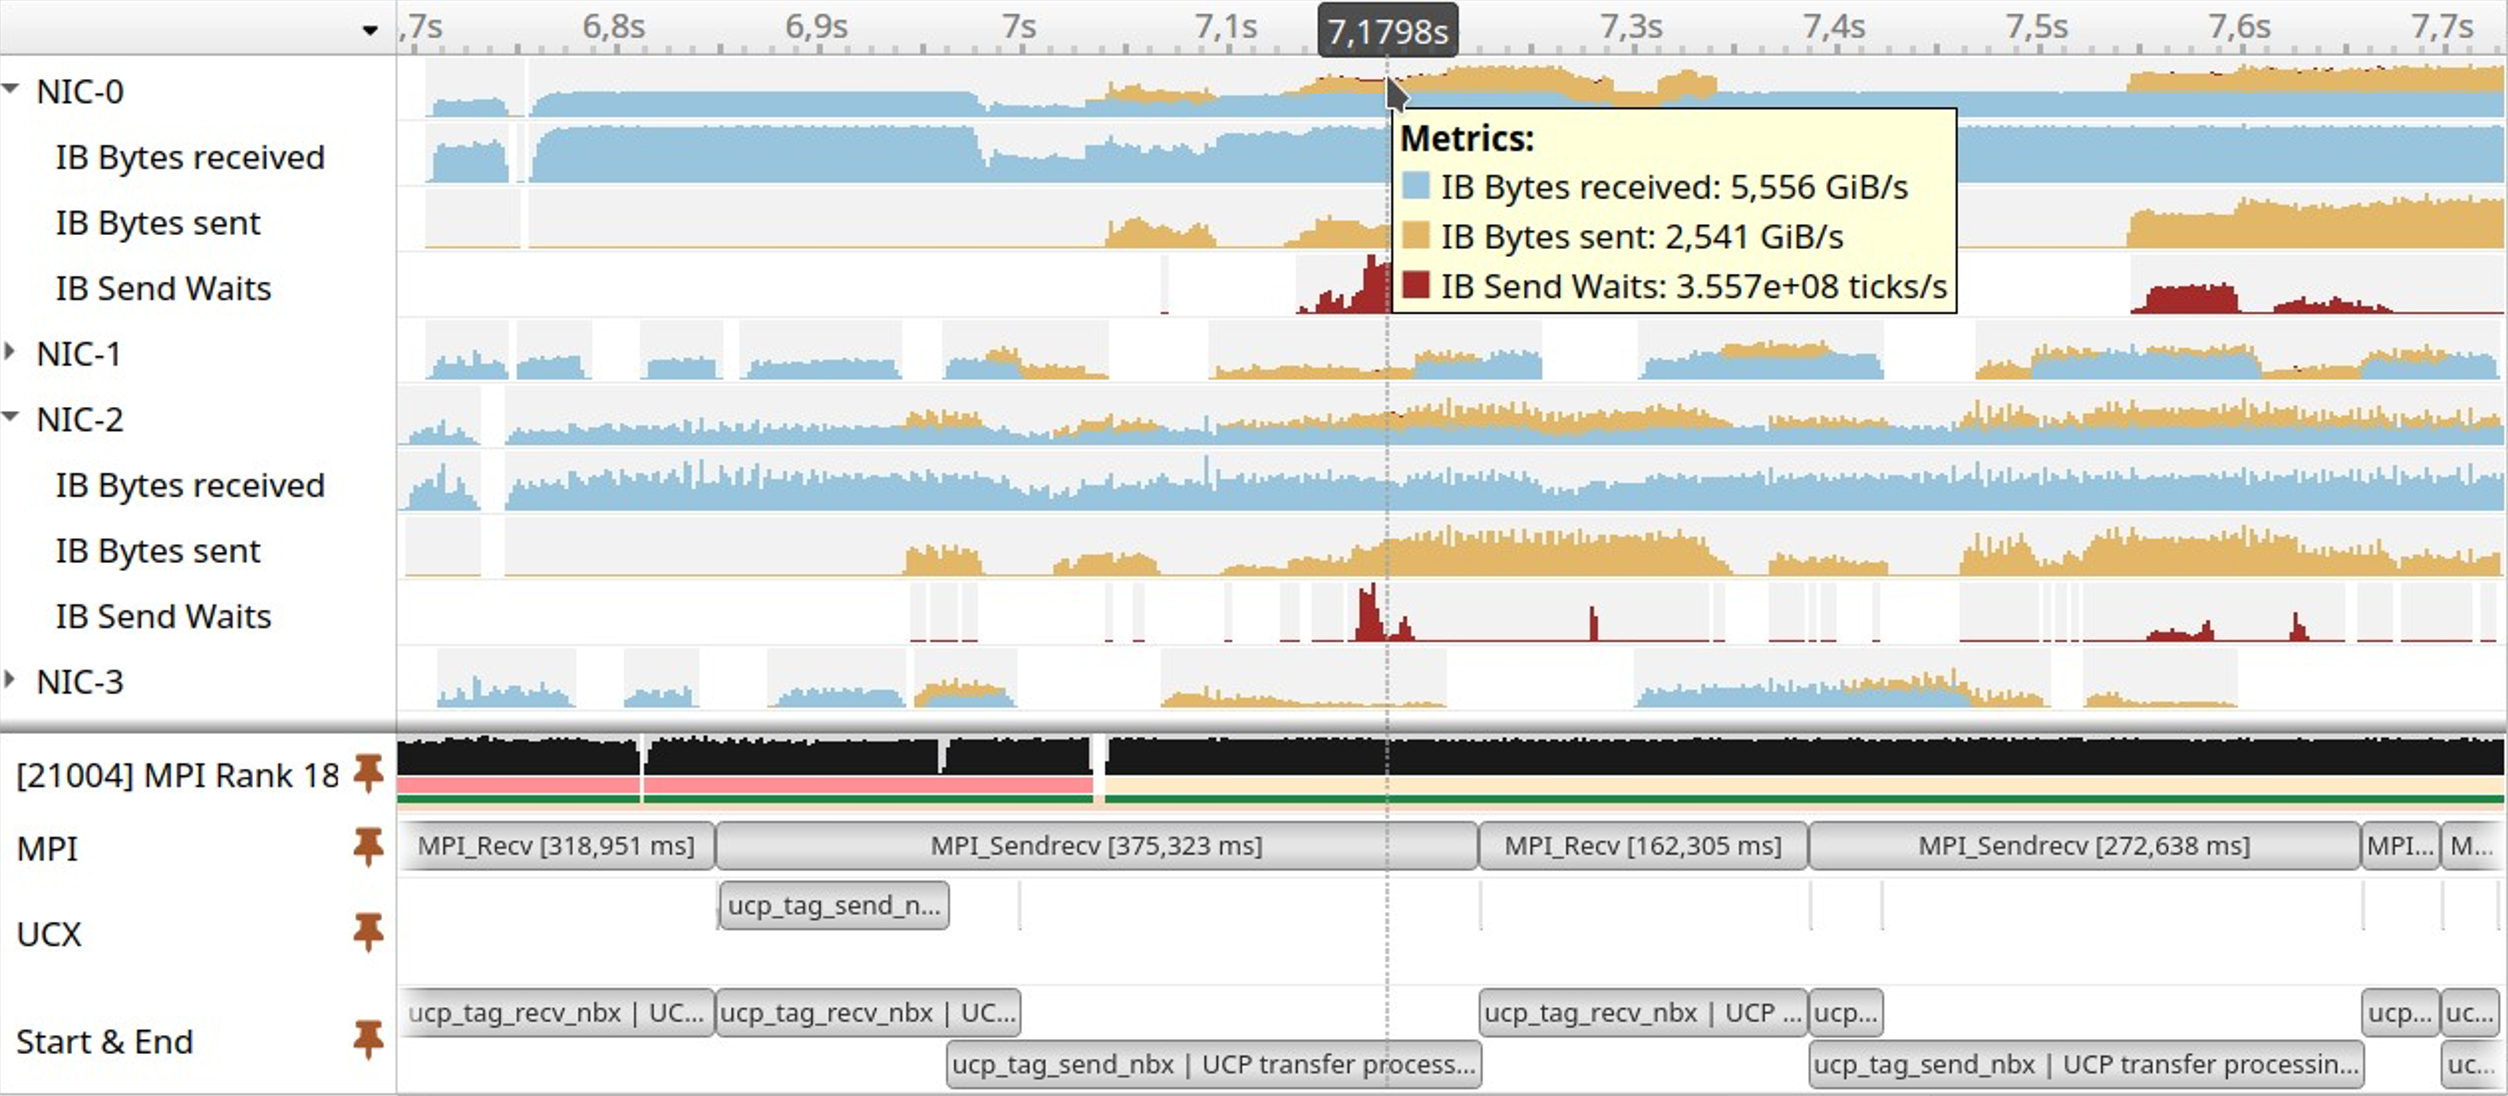 ,7s 6,8s 6,9s 7s 7,1s 7,1798s 7,3s 7,4s 7,5s 7,6s 7,7s
NIC-0
IB Bytes received
IB Bytes sent
IB Send Waits
Metrics:
IB Bytes received: 5,556 GiB/s
IB Bytes sent: 2,541 GiB/s
IB Send Waits: 3.557e+08 ticks/s
NIC-1
NIC-2
IB Bytes received
IB Bytes sent
IB Send Waits
NIC-3
[21004] MPI Rank 18
MPI MPI_Recv [318,951 ms] MPI_Sendrecv [375,323 ms] MPI_Recv [162,305 ms] MPI_Sendrecv [272,638 ms] MPI... M...
UCX ucp_tag_send_n...
Start & End
ucp_tag_recv_nbx | UC... ucp_tag_recv_nbx | UC... ucp_tag_recv_nbx | UCP ... ucp... ucp... uc...
ucp_tag_send_nbx | UCP transfer process... ucp_tag_send_nbx | UCP transfer processin... uc...